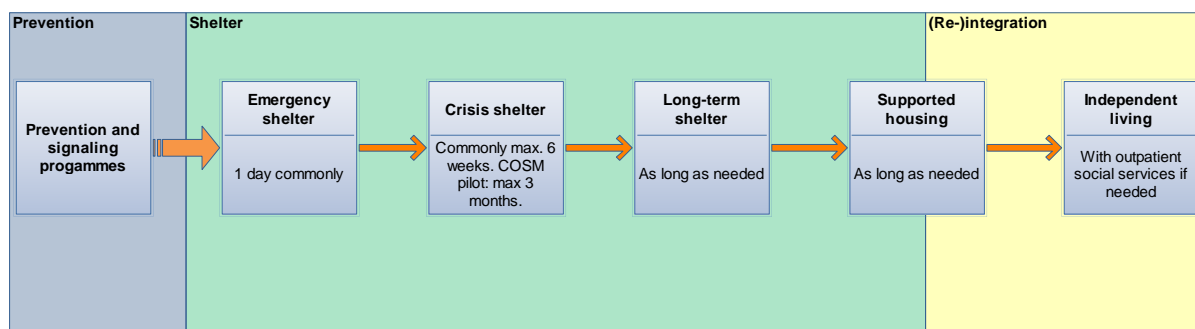 Prevention
Shelter
(Re-)integration
Prevention and
signaling
progammes
Emergency
shelter
1 day commonly
Crisis shelter
Commonly max. 6
weeks. COSM
pilot: max 3
months.
Long-term
shelter
As long as needed
Supported
housing
As long as needed
Independent
living
With outpatient
social services if
needed